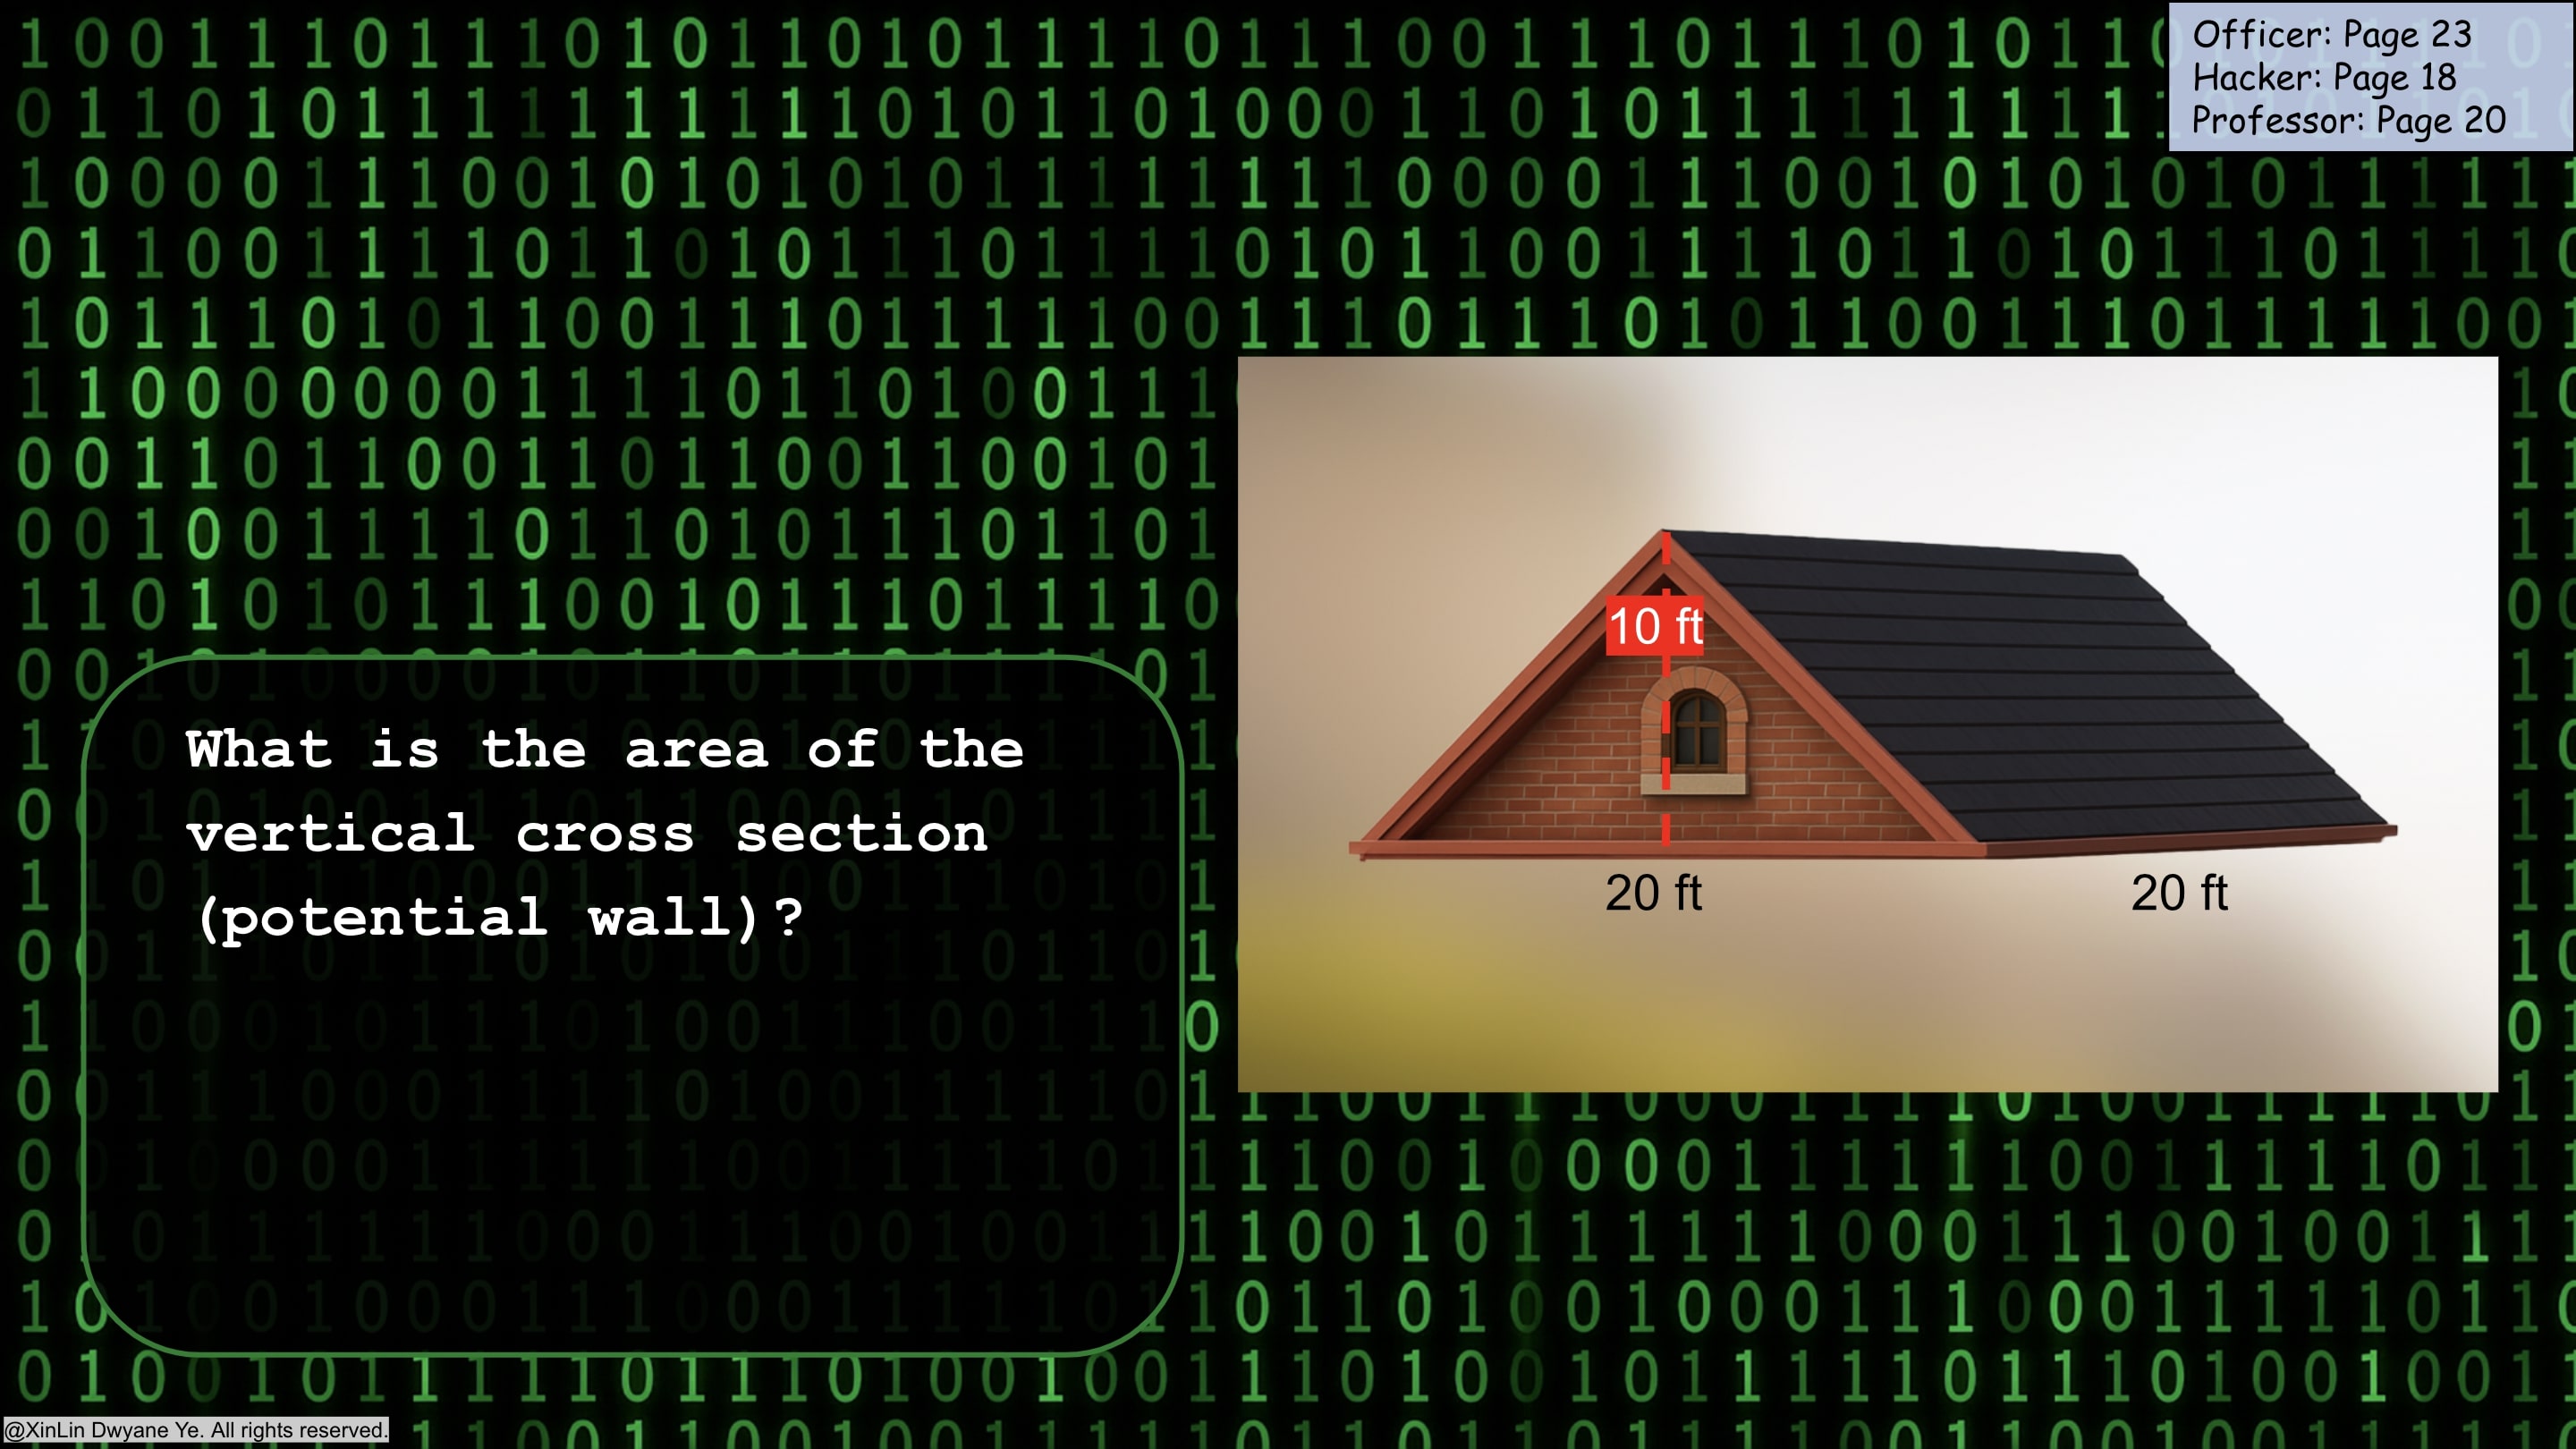 Officer: Page 23
Hacker: Page 18
Professor: Page 20
What is the area of the
vertical cross section
(potential wall)?
10 ft
20 ft
20 ft
@XinLin Dwyane Ye. All rights reserved.